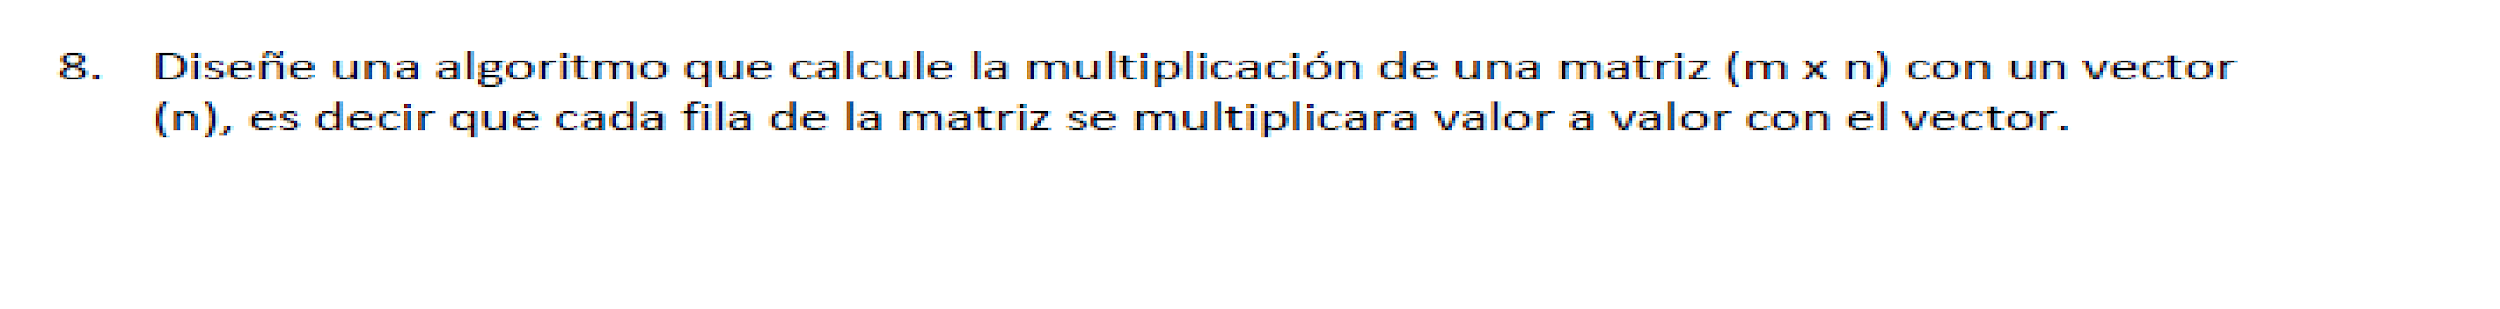 8. Diseñe una algoritmo que calcule la multiplicación de una matriz (m x n) con un vector
(n), es decir que cada fila de la matriz se multiplicara valor a valor con el vector.